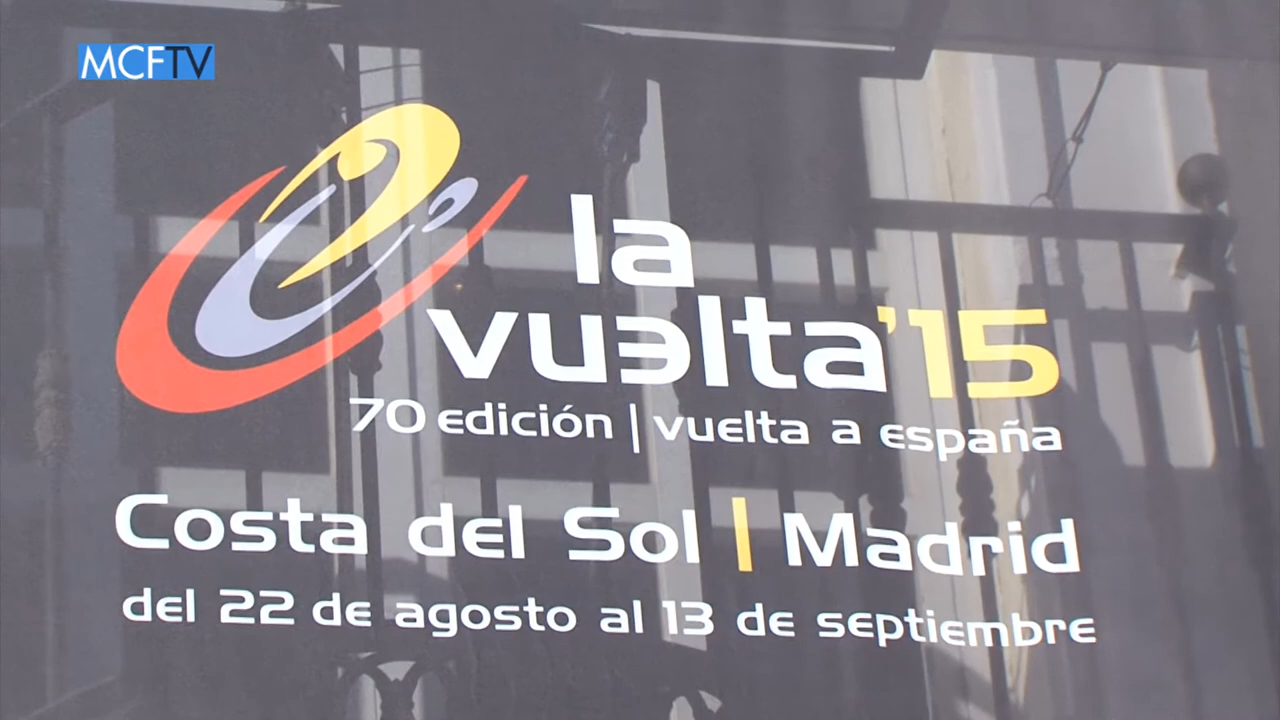 MCFTV
la
vuelta '15
70 edición | vuelta a españa
Costa del Sol | Madrid
del 22 de agosto al 13 de septiembre